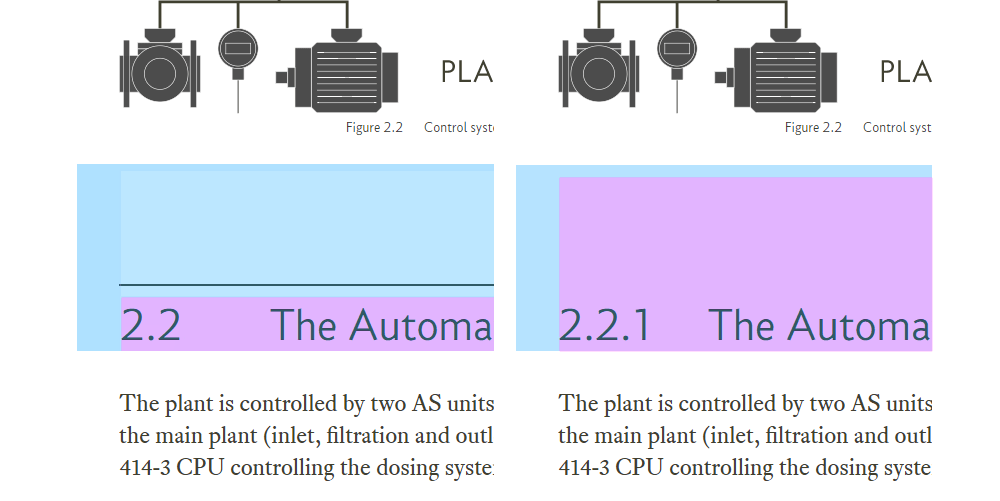 PLA
Figure 2.2 Control syst
2.2 The Automa
The plant is controlled by two AS units
the main plant (inlet, filtration and outl
414-3 CPU controlling the dosing syste
PLA
Figure 2.2 Control syst
2.2.1 The Automa
The plant is controlled by two AS units
the main plant (inlet, filtration and outl
414-3 CPU controlling the dosing syste